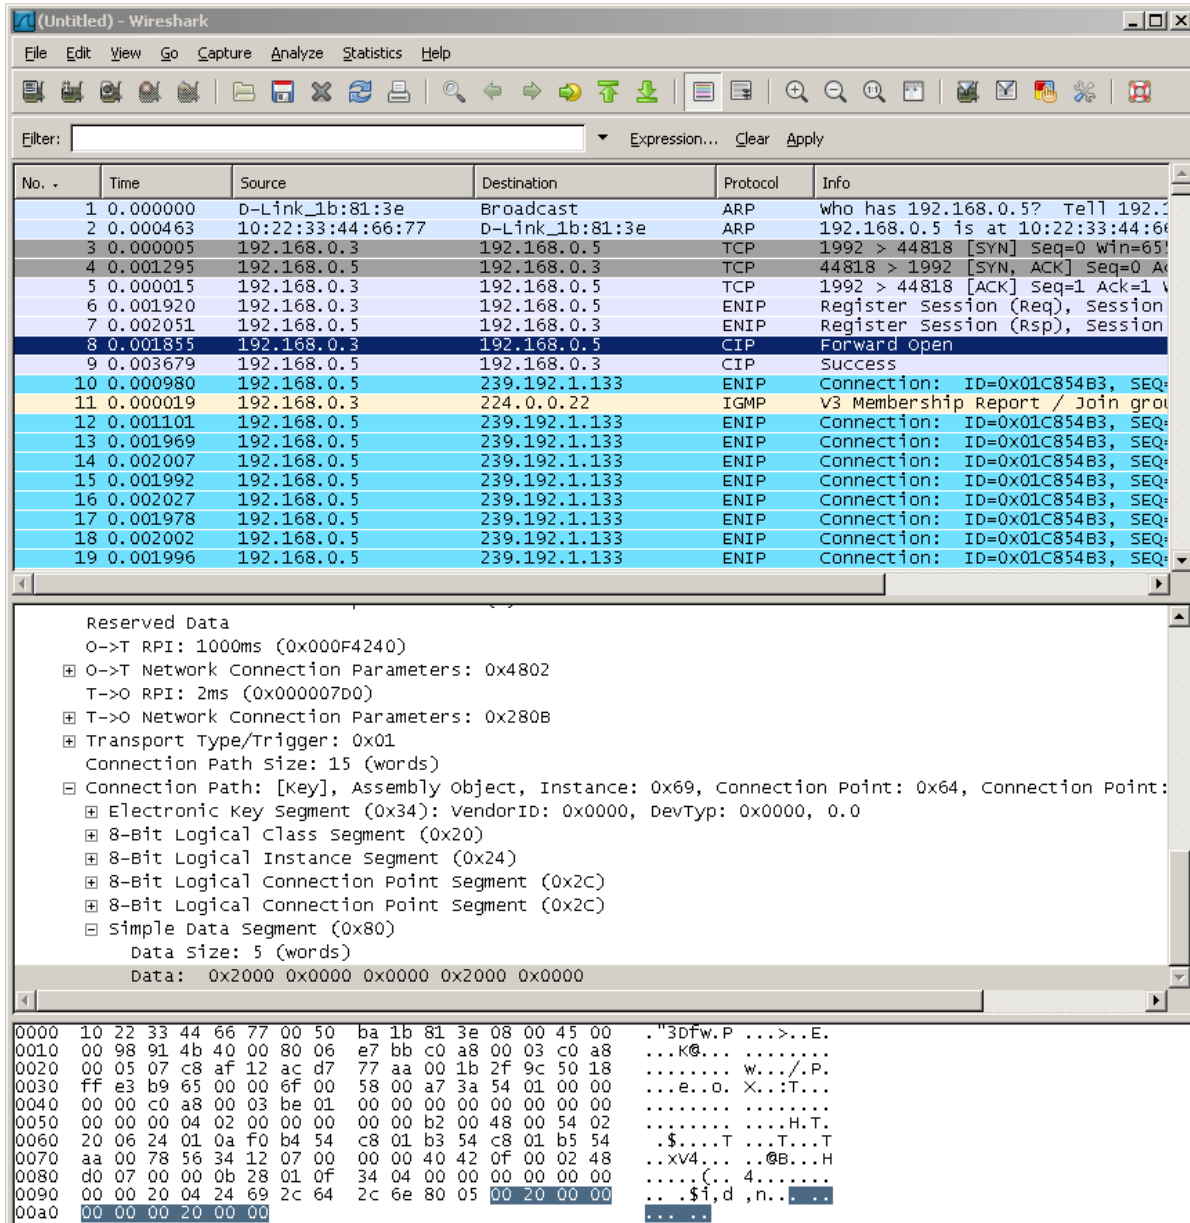 (Untitled) - Wireshark
File Edit View Go Capture Analyze Statistics Help
Filter: Expression... Clear Apply
No. Time Source Destination Protocol Info
1 0.000000 D-Link_1b:81:3e Broadcast ARP Who has 192.168.0.5? Tell 192.1
2 0.000463 10:22:33:44:66:77 D-Link_1b:81:3e ARP 192.168.0.5 is at 10:22:33:44:66
3 0.000005 192.168.0.3 192.168.0.5 TCP 1992 > 44818 [SYN] Seq=0 Win=655
4 0.001295 192.168.0.5 192.168.0.3 TCP 44818 > 1992 [SYN, ACK] Seq=0 Ac
5 0.000015 192.168.0.3 192.168.0.5 TCP 1992 > 44818 [ACK] Seq=1 Ack=1 W
6 0.001920 192.168.0.3 192.168.0.5 ENIP Register Session (Req), Session
7 0.002051 192.168.0.5 192.168.0.3 ENIP Register Session (Rsp), Session
8 0.001855 192.168.0.3 192.168.0.5 CIP Forward Open
9 0.003679 192.168.0.5 192.168.0.3 CIP Success
10 0.000980 192.168.0.5 239.192.1.133 ENIP Connection: ID=0x01C854B3, SEQ=
11 0.000019 192.168.0.3 224.0.0.22 IGMP V3 Membership Report / Join grou
12 0.001101 192.168.0.5 239.192.1.133 ENIP Connection: ID=0x01C854B3, SEQ=
13 0.001969 192.168.0.5 239.192.1.133 ENIP Connection: ID=0x01C854B3, SEQ=
14 0.002007 192.168.0.5 239.192.1.133 ENIP Connection: ID=0x01C854B3, SEQ=
15 0.001992 192.168.0.5 239.192.1.133 ENIP Connection: ID=0x01C854B3, SEQ=
16 0.002027 192.168.0.5 239.192.1.133 ENIP Connection: ID=0x01C854B3, SEQ=
17 0.001978 192.168.0.5 239.192.1.133 ENIP Connection: ID=0x01C854B3, SEQ=
18 0.002002 192.168.0.5 239.192.1.133 ENIP Connection: ID=0x01C854B3, SEQ=
19 0.001996 192.168.0.5 239.192.1.133 ENIP Connection: ID=0x01C854B3, SEQ=
Reserved Data
O->T RPI: 1000ms (0x000F4240)
O->T Network Connection Parameters: 0x4802
T->O RPI: 2ms (0x000007D0)
T->O Network Connection Parameters: 0x280B
Transport Type/Trigger: 0x01
Connection Path Size: 15 (words)
Connection Path: [Key], Assembly Object, Instance: 0x69, Connection Point: 0x64, Connection Point:
Electronic Key Segment (0x34): VendorID: 0x0000, DevTyp: 0x0000, 0.0
8-Bit Logical Class Segment (0x20)
8-Bit Logical Instance Segment (0x24)
8-Bit Logical Connection Point Segment (0x2C)
8-Bit Logical Connection Point Segment (0x2C)
Simple Data Segment (0x80)
Data Size: 5 (words)
Data: 0x2000 0x0000 0x0000 0x2000 0x0000
0000 10 22 33 44 66 77 00 50 ba 1b 81 3e 08 00 45 00 ."3Dfw.P ...>..E.
0010 00 98 91 4b 40 00 80 06 e7 bb c0 a8 00 03 c0 a8 ...K@... ........
0020 00 05 07 c8 af 12 ac d7 77 aa 00 1b 2f 9c 50 18 ........ w.../.P.
0030 ff e3 b9 65 00 00 6f 00 58 00 a7 3a 54 01 00 00 ...e..o. X..:T...
0040 00 00 c0 a8 00 03 be 01 00 00 00 00 00 00 00 00 ........ ........
0050 00 00 00 04 02 00 00 00 00 00 b2 00 48 00 54 02 ........ ....H.T.
0060 20 06 24 01 0a f0 b4 54 c8 01 b3 54 c8 01 b5 54 .$....T ...T...T
0070 aa 00 78 56 34 12 07 00 00 00 40 42 0f 00 02 48 ..xV4... ..@B...H
0080 d0 07 00 00 0b 28 01 0f 34 04 00 00 00 00 00 00 .....(.. 4.......
0090 00 00 20 04 24 69 2c 64 2c 6e 80 05 00 20 00 00 .. .$i,d ,n... ..
00a0 00 00 00 20 00 00 ... ..